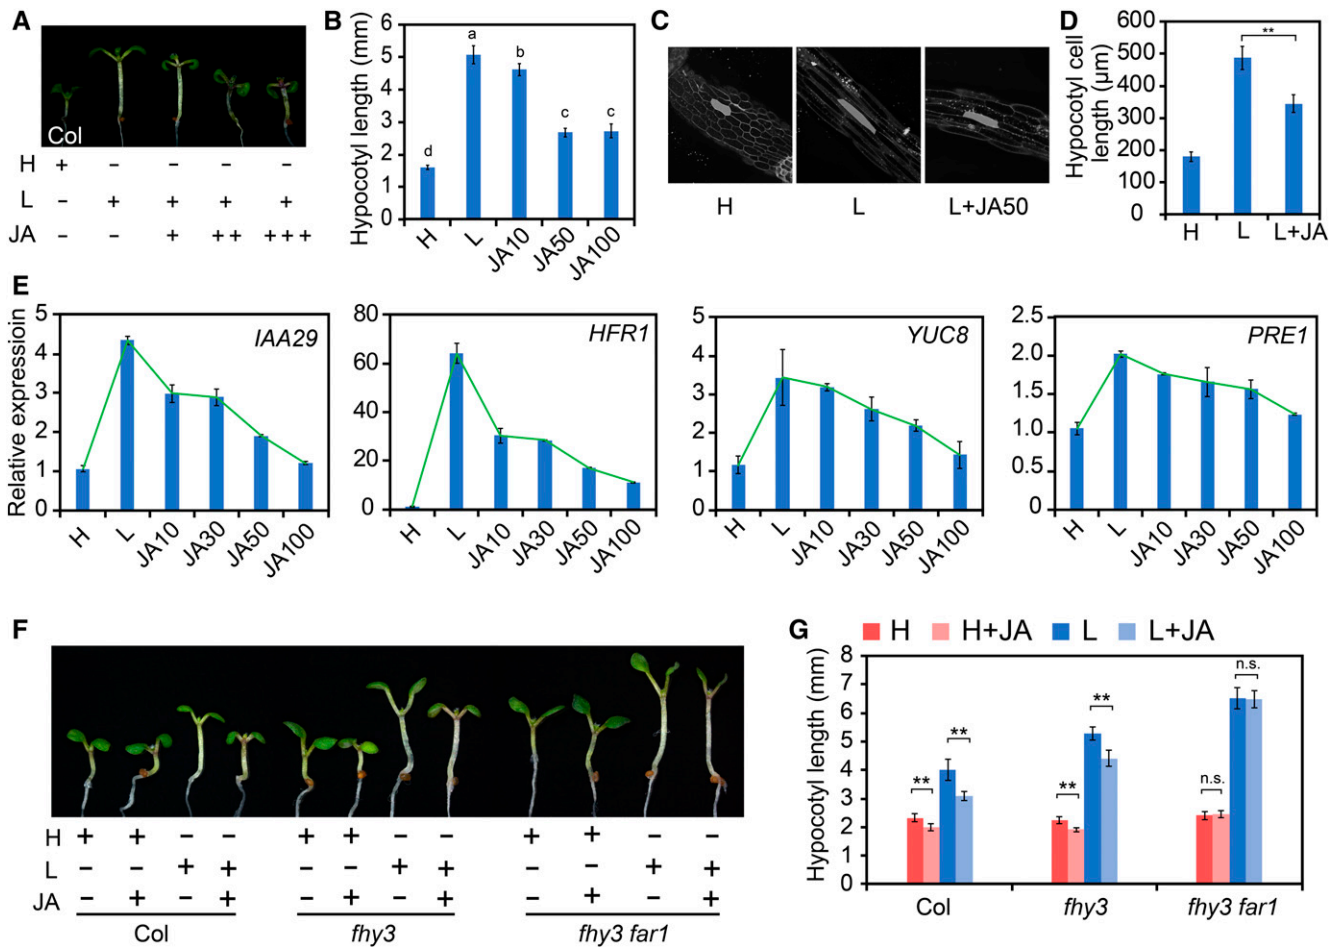 A
Col
H + − − − −
L − + + + +
JA − − + + + + + +
B
Hypocotyl length (mm)
6
5
4
3
2
1
0
d a b c c
H L JA10 JA50 JA100
C
H L L+JA50
D
Hypocotyl cell
length (μm)
600
500
400
300
200
100
0
**
H L L+JA
E
Relative expressioin
5
4
3
2
1
0
IAA29
H L JA10 JA30 JA50 JA100
80
60
40
20
0
HFR1
H L JA10 JA30 JA50 JA100
5
4
3
2
1
0
YUC8
H L JA10 JA30 JA50 JA100
2.5
2.0
1.5
1.0
0.5
0
PRE1
H L JA10 JA30 JA50 JA100
F
H + + − − + + − − + + − −
L − − + + − − + + − − + +
JA − + − + − + − + − + − +
Col fhy3 fhy3 far1
G
H H+JA L L+JA
Hypocotyl length (mm)
8
7
6
5
4
3
2
1
0
** ** ** ** n.s. n.s.
Col fhy3 fhy3 far1